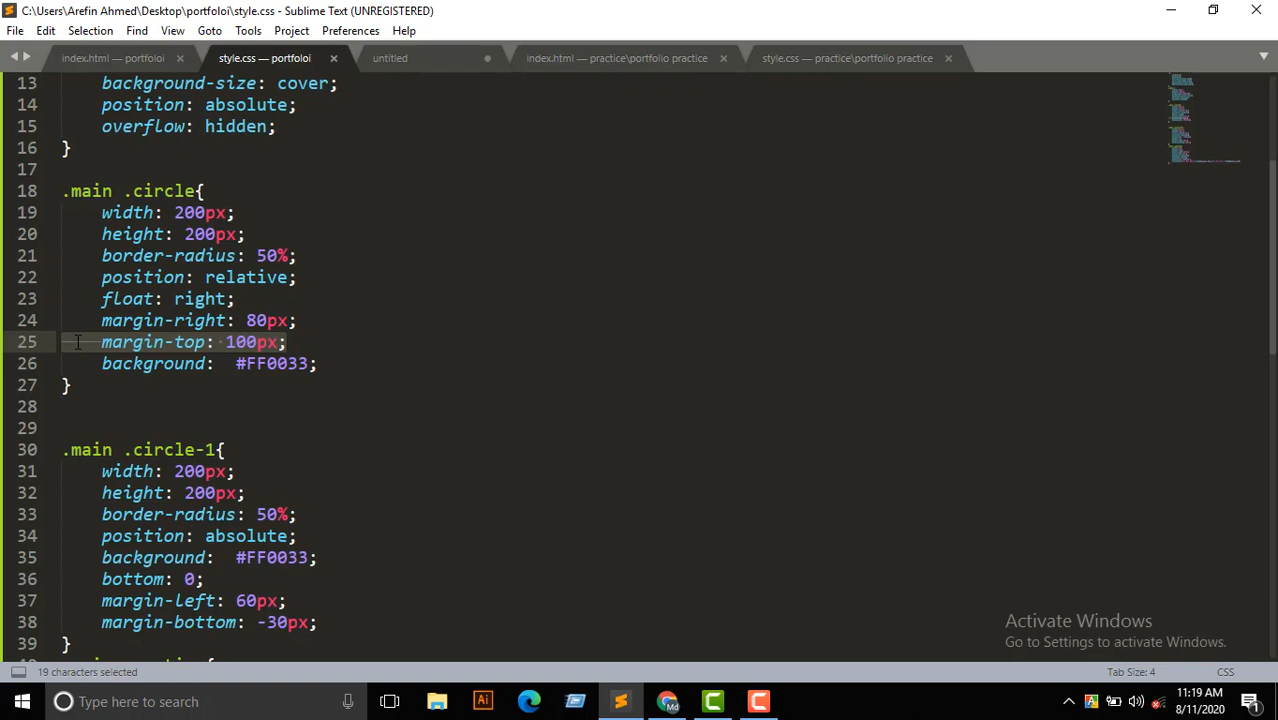 C:\Users\Arefin Ahmed\Desktop\portfoloi\style.css - Sublime Text (UNREGISTERED)
File Edit Selection Find View Goto Tools Project Preferences Help
index.html — portfoloi style.css — portfoloi untitled index.html — practice\portfolio practice style.css — practice\portfolio practice
13 background-size: cover;
14 position: absolute;
15 overflow: hidden;
16 }
17
18 .main .circle{
19 width: 200px;
20 height: 200px;
21 border-radius: 50%;
22 position: relative;
23 float: right;
24 margin-right: 80px;
25 margin-top: 100px;
26 background: #FF0033;
27 }
28
29
30 .main .circle-1{
31 width: 200px;
32 height: 200px;
33 border-radius: 50%;
34 position: absolute;
35 background: #FF0033;
36 bottom: 0;
37 margin-left: 60px;
38 margin-bottom: -30px;
39 }
Activate Windows
Go to Settings to activate Windows.
19 characters selected Tab Size: 4 CSS
Type here to search
11:19 AM
8/11/2020